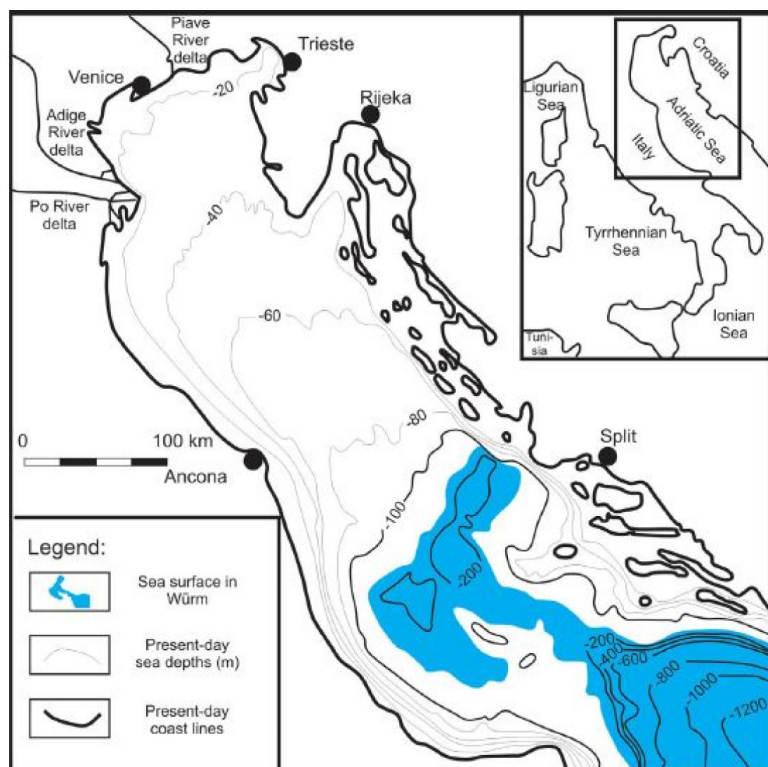 Piave
River
delta
Trieste
Venice
-20
Rijeka
Adige
River
delta
Po River
delta
-40
-60
-80
0
100 km
Ancona
Split
-100
-200
-200
-400
-600
-800
-1000
-1200
Croatia
Ligurian
Sea
Adriatic Sea
Italy
Tyrrhennian
Sea
Ionian
Sea
Tuni-
sia
Legend:
Sea surface in
Würm
Present-day
sea depths (m)
Present-day
coast lines